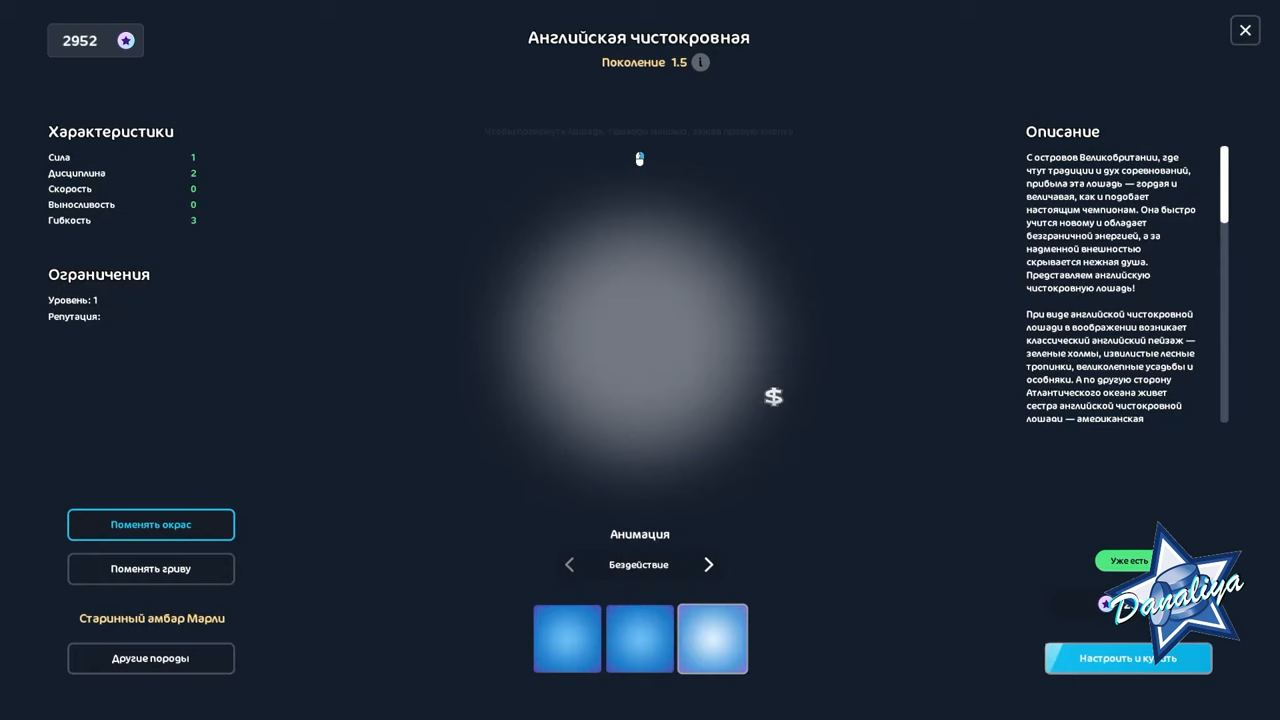 2952
Английская чистокровная
Поколение 1.5
Характеристики
Сила 1
Дисциплина 2
Скорость 0
Выносливость 0
Гибкость 3
Ограничения
Уровень: 1
Репутация:
Описание
С островов Великобритании, где
чтут традиции и дух соревнований,
прибыла эта лошадь — гордая и
величавая, как и подобает
настоящим чемпионам. Она быстро
учится новому и обладает
безграничной энергией, а за
надменной внешностью
скрывается нежная душа.
Представляем английскую
чистокровную лошадь!
При виде английской чистокровной
лошади в воображении возникает
классический английский пейзаж —
зеленые холмы, извилистые лесные
тропинки, великолепные усадьбы и
особняки. А по другую сторону
Атлантического океана живет
сестра английской чистокровной
лошади — американская
Поменять окрас
Поменять гриву
Старинный амбар Марли
Другие породы
Анимация
Бездействие
Уже есть
Danaliya
Настроить и купить